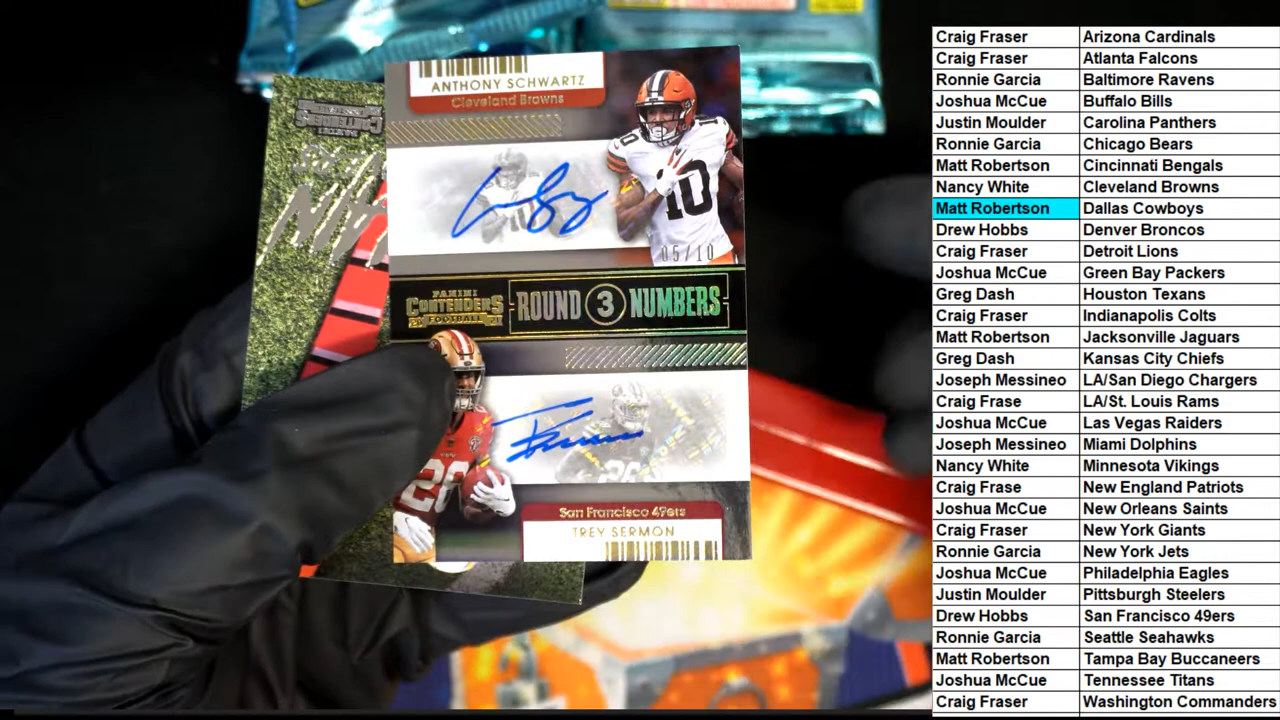 ANTHONY SCHWARTZ
Cleveland Browns
10
10
05/10
PANINI
CONTENDERS
FOOTBALL
ROUND 3 NUMBERS
28
San Francisco 49ers
TREY SERMON
CONTENDERS
Craig Fraser Arizona Cardinals
Craig Fraser Atlanta Falcons
Ronnie Garcia Baltimore Ravens
Joshua McCue Buffalo Bills
Justin Moulder Carolina Panthers
Ronnie Garcia Chicago Bears
Matt Robertson Cincinnati Bengals
Nancy White Cleveland Browns
Matt Robertson Dallas Cowboys
Drew Hobbs Denver Broncos
Craig Fraser Detroit Lions
Joshua McCue Green Bay Packers
Greg Dash Houston Texans
Craig Fraser Indianapolis Colts
Matt Robertson Jacksonville Jaguars
Greg Dash Kansas City Chiefs
Joseph Messineo LA/San Diego Chargers
Craig Frase LA/St. Louis Rams
Joshua McCue Las Vegas Raiders
Joseph Messineo Miami Dolphins
Nancy White Minnesota Vikings
Craig Frase New England Patriots
Joshua McCue New Orleans Saints
Craig Fraser New York Giants
Ronnie Garcia New York Jets
Joshua McCue Philadelphia Eagles
Justin Moulder Pittsburgh Steelers
Drew Hobbs San Francisco 49ers
Ronnie Garcia Seattle Seahawks
Matt Robertson Tampa Bay Buccaneers
Joshua McCue Tennessee Titans
Craig Fraser Washington Commanders